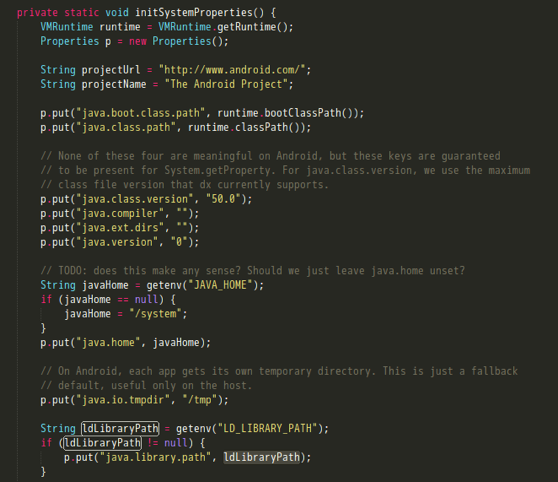 private static void initSystemProperties() {
VMRuntime runtime = VMRuntime.getRuntime();
Properties p = new Properties();
String projectUrl = "http://www.android.com/";
String projectName = "The Android Project";
p.put("java.boot.class.path", runtime.bootClassPath());
p.put("java.class.path", runtime.classPath());
// None of these four are meaningful on Android, but these keys are guaranteed
// to be present for System.getProperty. For java.class.version, we use the maximum
// class file version that dx currently supports.
p.put("java.class.version", "50.0");
p.put("java.compiler", "");
p.put("java.ext.dirs", "");
p.put("java.version", "0");
// TODO: does this make any sense? Should we just leave java.home unset?
String javaHome = getenv("JAVA_HOME");
if (javaHome == null) {
javaHome = "/system";
}
p.put("java.home", javaHome);
// On Android, each app gets its own temporary directory. This is just a fallback
// default, useful only on the host.
p.put("java.io.tmpdir", "/tmp");
String ldLibraryPath = getenv("LD_LIBRARY_PATH");
if (ldLibraryPath != null) {
p.put("java.library.path", ldLibraryPath);
}